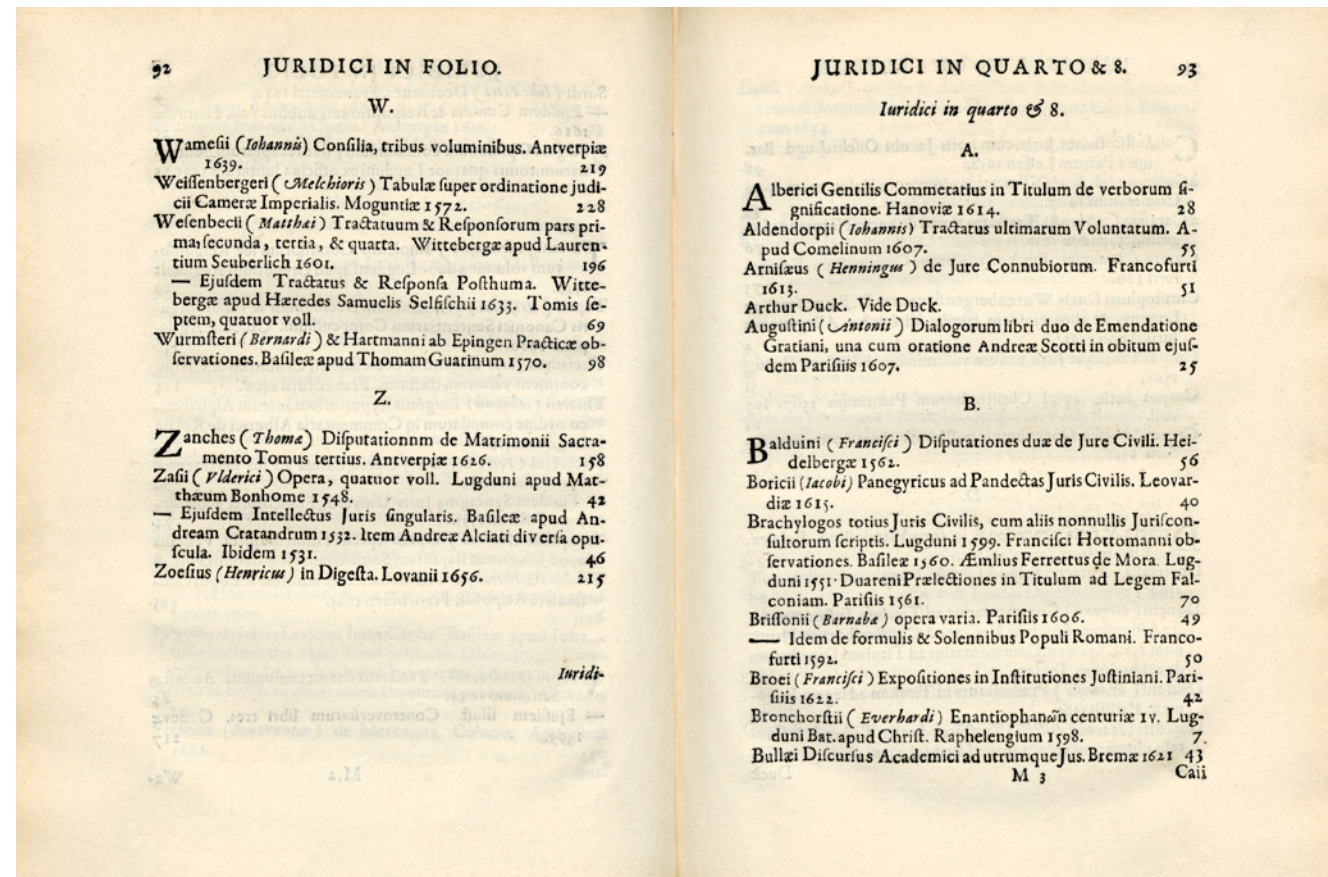 92 JURIDICI IN FOLIO.
W.
Wameſii (Iohannis) Conſilia, tribus voluminibus. Antverpiæ
1639. 219
Weiſſenbergeri (Melchioris) Tabulæ ſuper ordinatione judi-
cii Cameræ Imperialis. Moguntiæ 1572. 228
Weſenbecii (Matthæi) Tractatuum & Reſponſorum pars pri-
ma, ſecunda, tertia, & quarta. Wittebergæ apud Lauren-
tium Seuberlich 1601. 196
— Ejuſdem Tractatus & Reſponſa Poſthuma. Witte-
bergæ apud Hæredes Samuelis Selfiſchii 1633. Tomis ſe-
ptem, quatuor voll. 69
Wurmſteri (Bernardi) & Hartmanni ab Epingen Practicæ ob-
ſervationes. Baſileæ apud Thomam Guarinum 1570. 98
Z.
Zanches (Thomæ) Diſputationnm de Matrimonii Sacra-
mento Tomus tertius. Antverpiæ 1626. 158
Zaſii (Vlderici) Opera, quatuor voll. Lugduni apud Mat-
thæum Bonhome 1548. 42
— Ejuſdem Intellectus Juris ſingularis. Baſileæ apud An-
dream Cratandrum 1532. Item Andreæ Alciati diverſa opu-
ſcula. Ibidem 1531. 46
Zoeſius (Henricus) in Digeſta. Lovanii 1656. 215
Iuridi-
JURIDICI IN QUARTO & 8. 93
Iuridici in quarto & 8.
A.
Alberici Gentilis Commetarius in Titulum de verborum ſi-
gnificatione. Hanoviæ 1614. 28
Aldendorpii (Iohannis) Tractatus ultimarum Voluntatum. A-
pud Comelinum 1607. 55
Arniſæus (Henningus) de Jure Connubiorum. Francofurti
1613. 51
Arthur Duck. Vide Duck.
Auguſtini (Antonii) Dialogorum libri duo de Emendatione
Gratiani, una cum oratione Andreæ Scotti in obitum ejuſ-
dem Pariſiiis 1607. 25
B.
Balduini (Franciſci) Diſputationes duæ de Jure Civili. Hei-
delbergæ 1562. 56
Boricii (Iacobi) Panegyricus ad Pandectas Juris Civilis. Leovar-
diæ 1615. 40
Brachylogos totius Juris Civilis, cum aliis nonnullis Juriſcon-
ſultorum ſcriptis. Lugduni 1599. Franciſci Hottomanni ob-
ſervationes. Baſileæ 1560. Æmlius Ferrettus de Mora. Lug-
duni 1551. Duareni Prælectiones in Titulum ad Legem Fal-
coniam. Pariſiis 1561. 70
Briſſonii (Barnabæ) opera varia. Pariſiis 1606. 49
— Idem de formulis & Solennibus Populi Romani. Franco-
furti 1592. 50
Broei (Franciſci) Expoſitiones in Inſtitutiones Juſtiniani. Pari-
ſiis 1622. 42
Bronchorſtii (Everhardi) Enantiophanῶn centuriæ IV. Lug-
duni Bat. apud Chriſt. Raphelengium 1598. 7
Bullæi Diſcurſus Academici ad utrumque Jus. Bremæ 1621 43
M 3 Caii